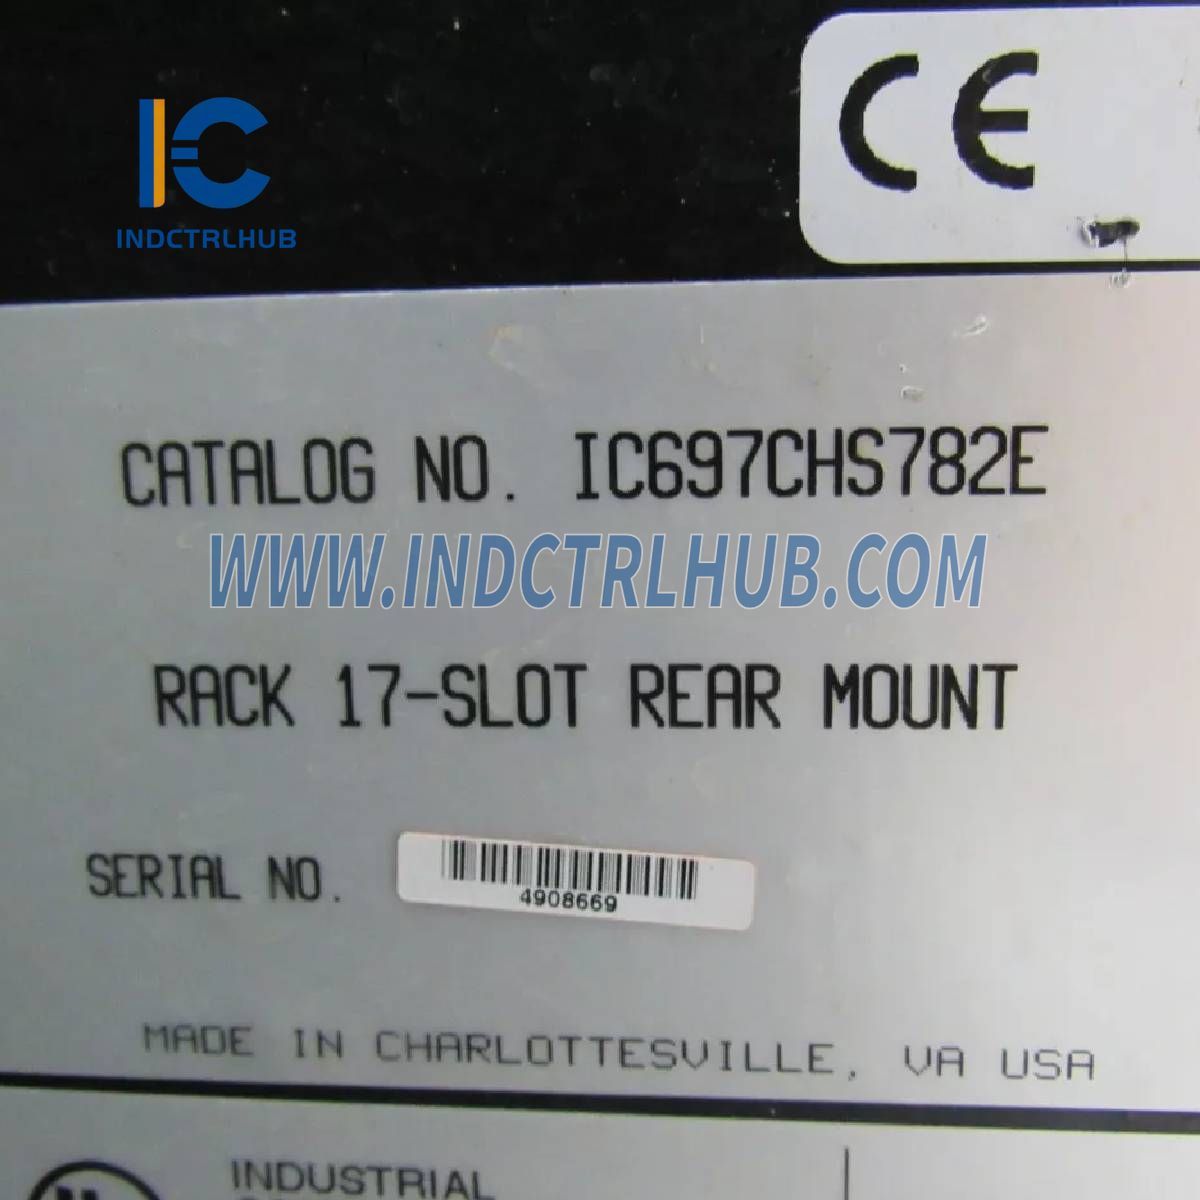 CE
IC
INDCTRLHUB
CATALOG NO. IC697CHS782E
WWW.INDCTRLHUB.COM
RACK 17-SLOT REAR MOUNT
SERIAL NO.
4908669
MADE IN CHARLOTTESVILLE, VA USA
INDUSTRIAL